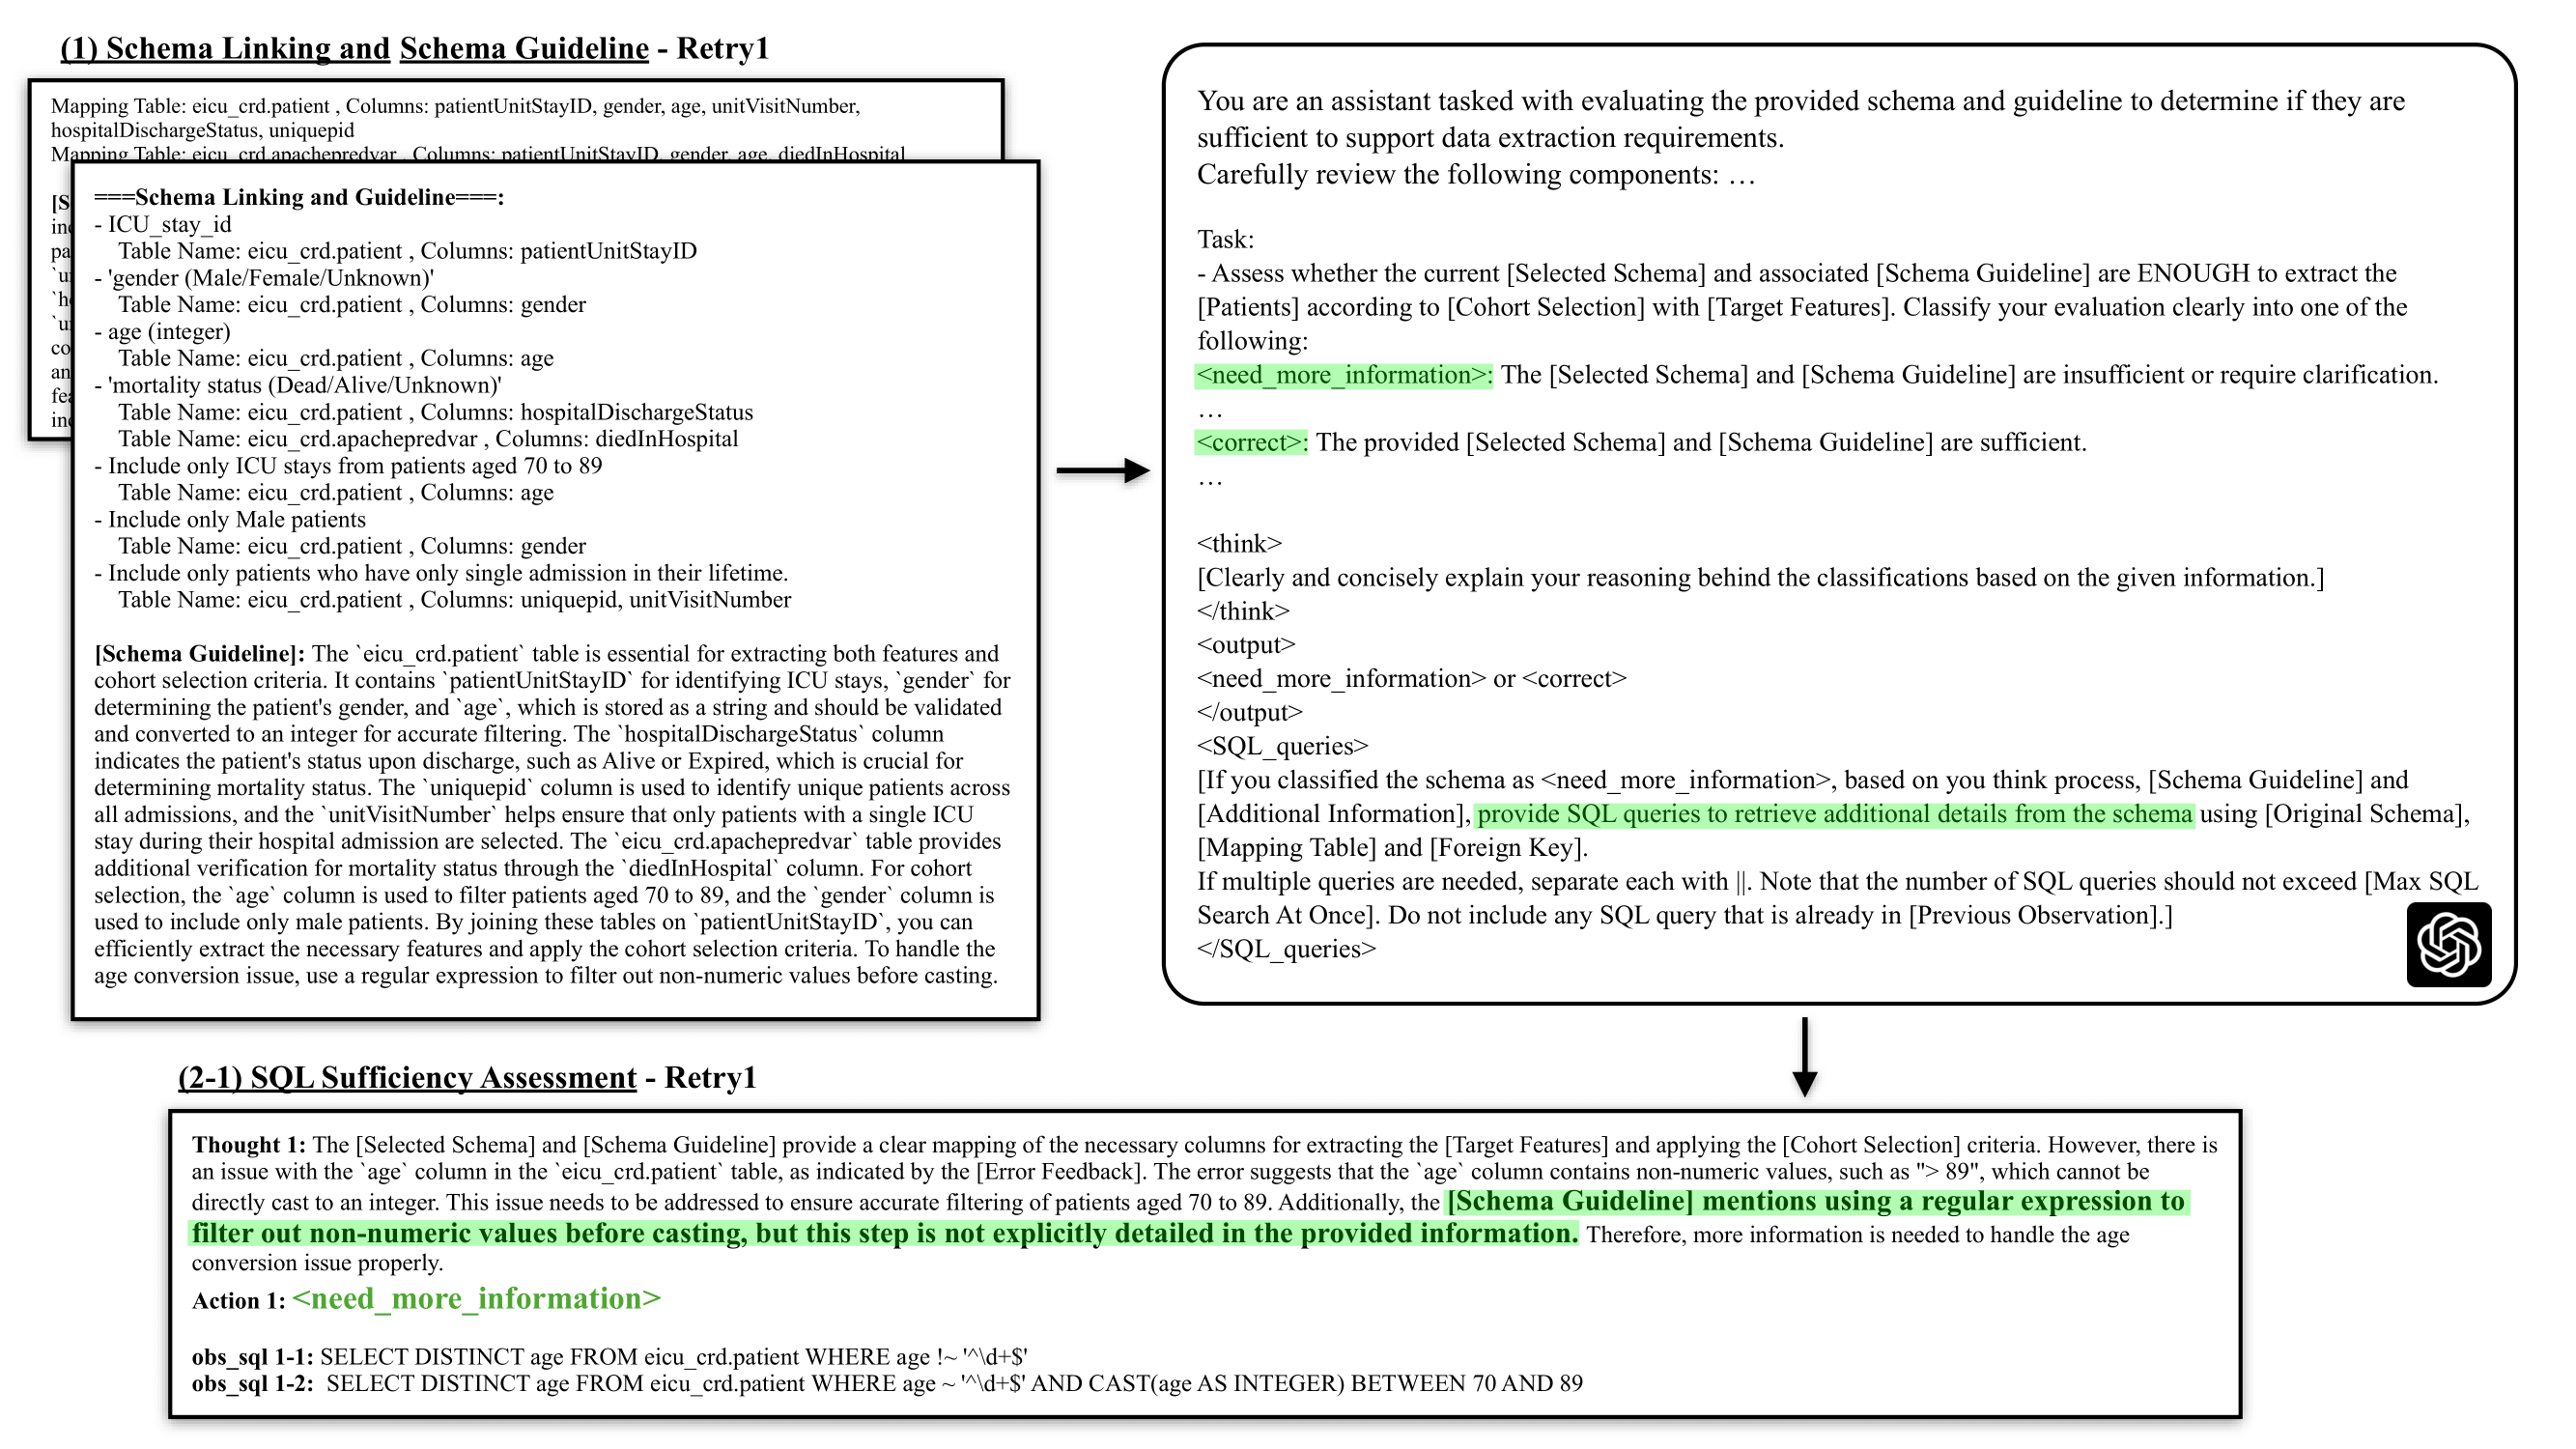 (1) Schema Linking and Schema Guideline - Retry1
Mapping Table: eicu_crd.patient , Columns: patientUnitStayID, gender, age, unitVisitNumber,
hospitalDischargeStatus, uniquepid
Mapping Table: eicu_crd.apachepredvar , Columns: patientUnitStayID, gender, age, diedInHospital
===Schema Linking and Guideline===:
- ICU_stay_id
Table Name: eicu_crd.patient , Columns: patientUnitStayID
- 'gender (Male/Female/Unknown)'
Table Name: eicu_crd.patient , Columns: gender
- age (integer)
Table Name: eicu_crd.patient , Columns: age
- 'mortality status (Dead/Alive/Unknown)'
Table Name: eicu_crd.patient , Columns: hospitalDischargeStatus
Table Name: eicu_crd.apachepredvar , Columns: diedInHospital
- Include only ICU stays from patients aged 70 to 89
Table Name: eicu_crd.patient , Columns: age
- Include only Male patients
Table Name: eicu_crd.patient , Columns: gender
- Include only patients who have only single admission in their lifetime.
Table Name: eicu_crd.patient , Columns: uniquepid, unitVisitNumber
[Schema Guideline]: The `eicu_crd.patient` table is essential for extracting both features and
cohort selection criteria. It contains `patientUnitStayID` for identifying ICU stays, `gender` for
determining the patient's gender, and `age`, which is stored as a string and should be validated
and converted to an integer for accurate filtering. The `hospitalDischargeStatus` column
indicates the patient's status upon discharge, such as Alive or Expired, which is crucial for
determining mortality status. The `uniquepid` column is used to identify unique patients across
all admissions, and the `unitVisitNumber` helps ensure that only patients with a single ICU
stay during their hospital admission are selected. The `eicu_crd.apachepredvar` table provides
additional verification for mortality status through the `diedInHospital` column. For cohort
selection, the `age` column is used to filter patients aged 70 to 89, and the `gender` column is
used to include only male patients. By joining these tables on `patientUnitStayID`, you can
efficiently extract the necessary features and apply the cohort selection criteria. To handle the
age conversion issue, use a regular expression to filter out non-numeric values before casting.
You are an assistant tasked with evaluating the provided schema and guideline to determine if they are
sufficient to support data extraction requirements.
Carefully review the following components: …
Task:
- Assess whether the current [Selected Schema] and associated [Schema Guideline] are ENOUGH to extract the
[Patients] according to [Cohort Selection] with [Target Features]. Classify your evaluation clearly into one of the
following:
<need_more_information>: The [Selected Schema] and [Schema Guideline] are insufficient or require clarification.
…
<correct>: The provided [Selected Schema] and [Schema Guideline] are sufficient.
…
<think>
[Clearly and concisely explain your reasoning behind the classifications based on the given information.]
</think>
<output>
<need_more_information> or <correct>
</output>
<SQL_queries>
[If you classified the schema as <need_more_information>, based on you think process, [Schema Guideline] and
[Additional Information], provide SQL queries to retrieve additional details from the schema using [Original Schema],
[Mapping Table] and [Foreign Key].
If multiple queries are needed, separate each with ||. Note that the number of SQL queries should not exceed [Max SQL
Search At Once]. Do not include any SQL query that is already in [Previous Observation].]
</SQL_queries>
(2-1) SQL Sufficiency Assessment - Retry1
Thought 1: The [Selected Schema] and [Schema Guideline] provide a clear mapping of the necessary columns for extracting the [Target Features] and applying the [Cohort Selection] criteria. However, there is
an issue with the `age` column in the `eicu_crd.patient` table, as indicated by the [Error Feedback]. The error suggests that the `age` column contains non-numeric values, such as "> 89", which cannot be
directly cast to an integer. This issue needs to be addressed to ensure accurate filtering of patients aged 70 to 89. Additionally, the [Schema Guideline] mentions using a regular expression to
filter out non-numeric values before casting, but this step is not explicitly detailed in the provided information. Therefore, more information is needed to handle the age
conversion issue properly.
Action 1: <need_more_information>
obs_sql 1-1: SELECT DISTINCT age FROM eicu_crd.patient WHERE age !~ '^\d+$'
obs_sql 1-2: SELECT DISTINCT age FROM eicu_crd.patient WHERE age ~ '^\d+$' AND CAST(age AS INTEGER) BETWEEN 70 AND 89